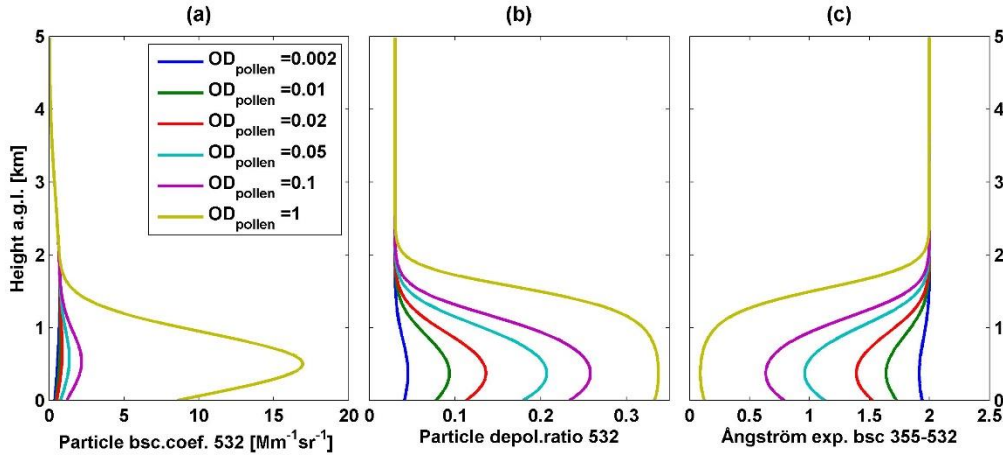 (a) (b) (c)
OD_pollen =0.002
OD_pollen =0.01
OD_pollen =0.02
OD_pollen =0.05
OD_pollen =0.1
OD_pollen =1
Height a.g.l. [km]
5
4
3
2
1
0
0 5 10 15 20
0.1 0.2 0.3
0 0.5 1 1.5 2 2.5
5
4
3
2
1
0
Particle bsc.coef. 532 [Mm⁻¹sr⁻¹]
Particle depol.ratio 532
Ångström exp. bsc 355-532